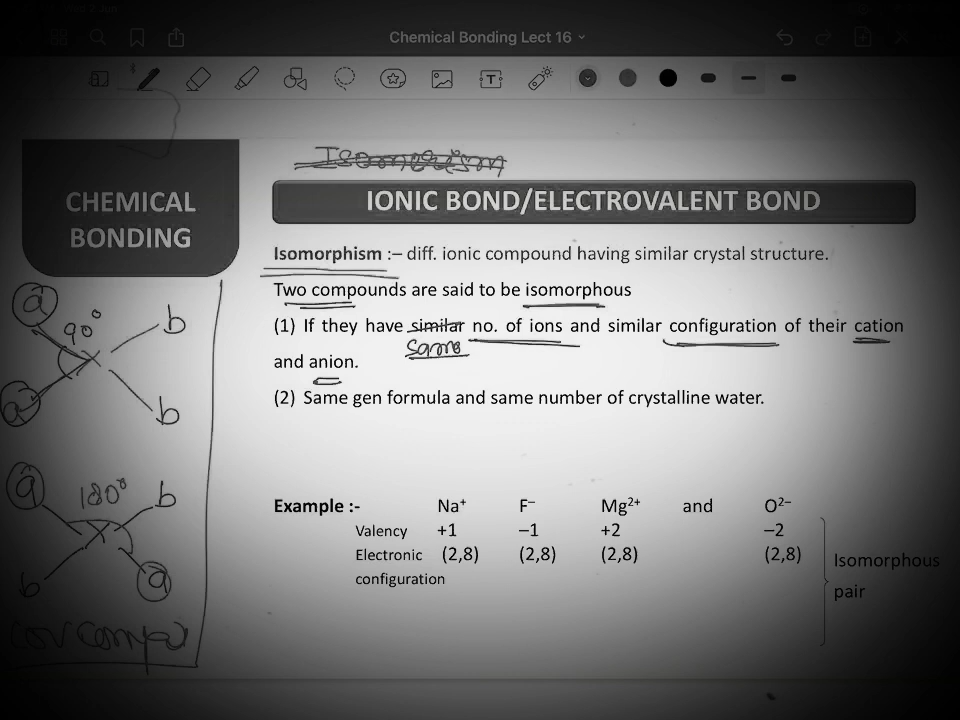 Chemical Bonding Lect 16
Isomorphism
CHEMICAL
BONDING
IONIC BOND/ELECTROVALENT BOND
Isomorphism :– diff. ionic compound having similar crystal structure.
Two compounds are said to be isomorphous
(1) If they have similar no. of ions and similar configuration of their cation
same
and anion.
(2) Same gen formula and same number of crystalline water.
a
90°
b
a
b
a
180°
b
b
a
Example :- Na⁺ F⁻ Mg²⁺ and O²⁻
Valency +1 –1 +2 –2
Electronic (2,8) (2,8) (2,8) (2,8)
configuration
Isomorphous
pair